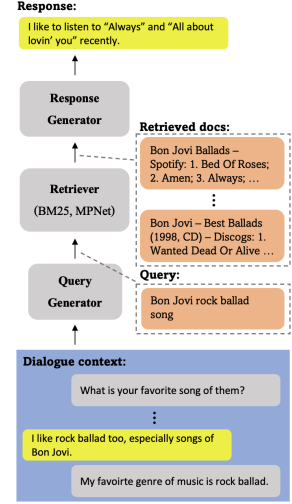 Response:
I like to listen to “Always” and “All about
lovin’ you” recently.
Response
Generator
Retrieved docs:
Bon Jovi Ballads –
Spotify: 1. Bed Of Roses;
2. Amen; 3. Always; …
Retriever
(BM25, MPNet)
Bon Jovi – Best Ballads
(1998, CD) – Discogs: 1.
Wanted Dead Or Alive …
Query:
Query
Generator
Bon Jovi rock ballad
song
Dialogue context:
What is your favorite song of them?
I like rock ballad too, especially songs of
Bon Jovi.
My favoirte genre of music is rock ballad.